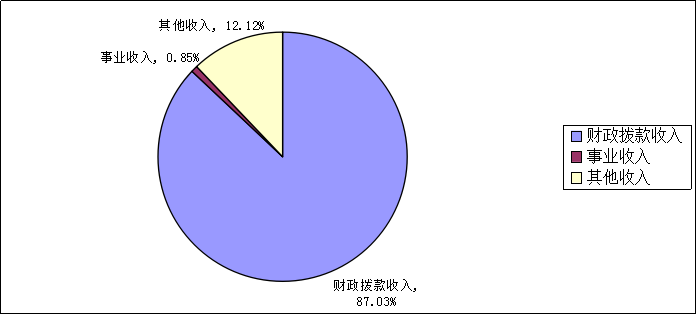 其他收入, 12.12%
事业收入, 0.85%
财政拨款收入
事业收入
其他收入
财政拨款收入,
87.03%